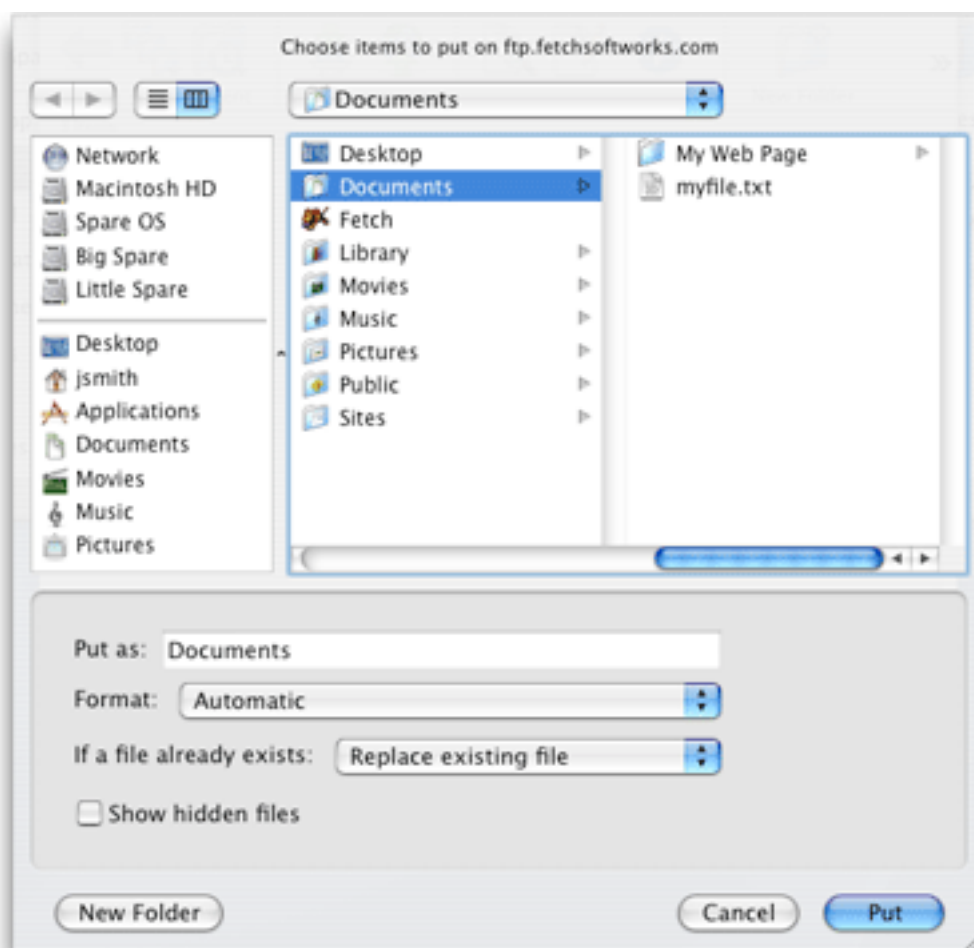 Choose items to put on ftp.fetchsoftworks.com
Documents
Network
Macintosh HD
Spare OS
Big Spare
Little Spare
Desktop
jsmith
Applications
Documents
Movies
Music
Pictures
Desktop
Documents
Fetch
Library
Movies
Music
Pictures
Public
Sites
My Web Page
myfile.txt
Put as: Documents
Format: Automatic
If a file already exists: Replace existing file
Show hidden files
New Folder Cancel Put